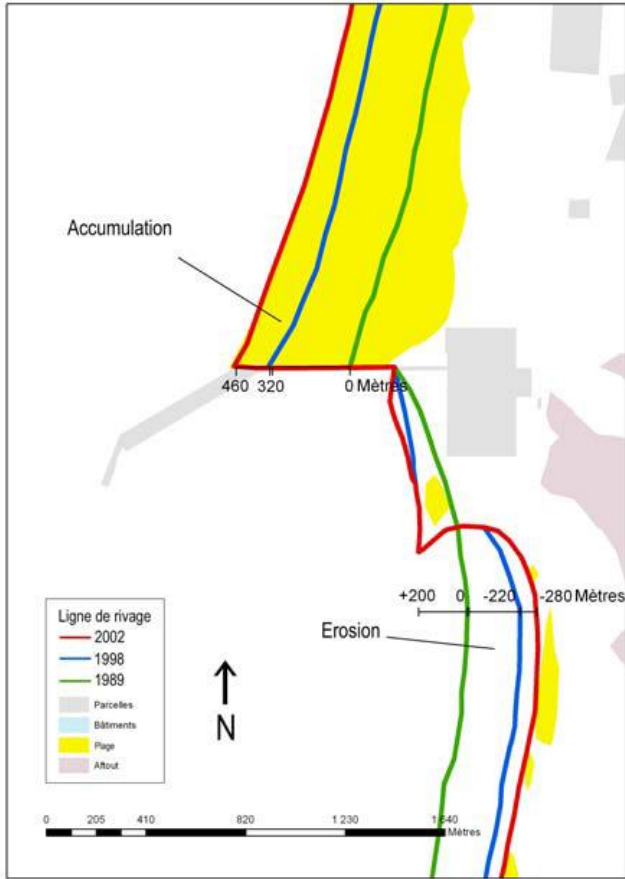 Accumulation
460 320 0 Mètres
+200 0 -220 -280 Mètres
Erosion
Ligne de rivage
2002
1998
1989
Parcelles
Bâtiments
Plage
Aftout
N
0 205 410 820 1 230 1 640
Mètres